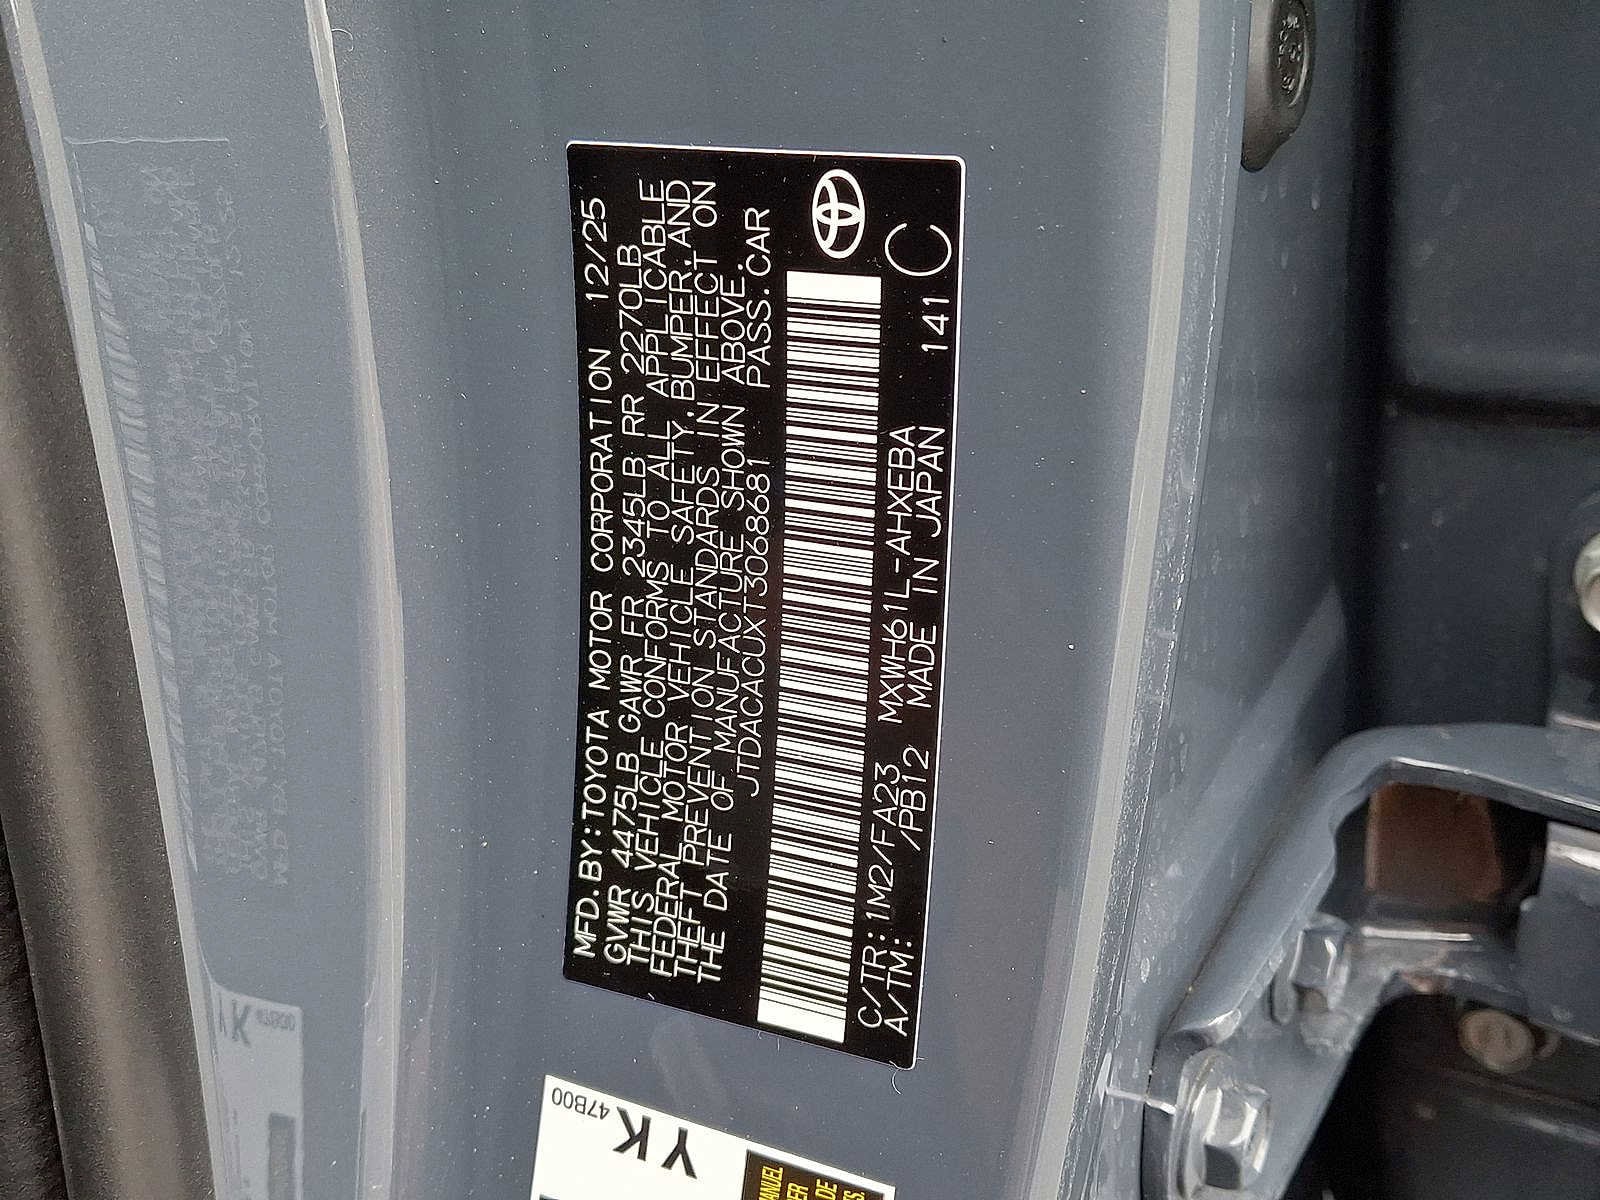 MFD. BY: TOYOTA MOTOR CORPORATION 12/25
GVWR 4475LB GAWR FR 2345LB RR 2270LB
THIS VEHICLE CONFORMS TO ALL APPLICABLE
FEDERAL MOTOR VEHICLE SAFETY, BUMPER, AND
THEFT PREVENTION STANDARDS IN EFFECT ON
THE DATE OF MANUFACTURE SHOWN ABOVE.
JTDACACUXT3068681 PASS. CAR
C/TR: 1M2/FA23 MXWH61L-AHXEBA 141
A/TM: /PB12 MADE IN JAPAN C
YK
47B00
DE